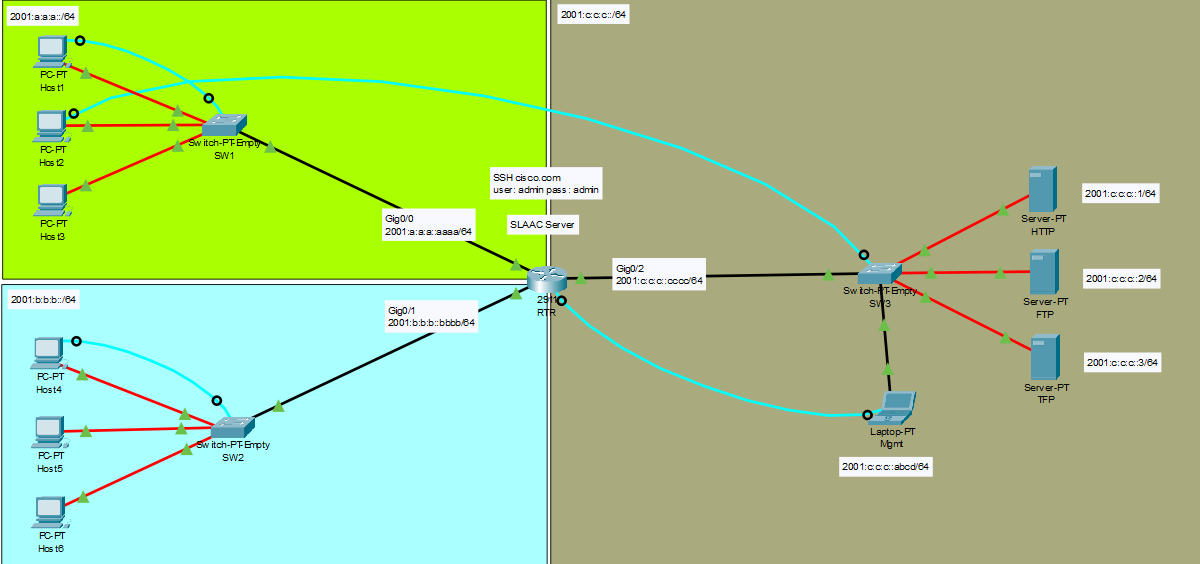 2001:a:a:a::/64
PC-PT
Host1
PC-PT
Host2
PC-PT
Host3
Switch-PT-Empty
SW1
Gig0/0
2001:a:a:a::aaaa/64
2001:b:b:b::/64
PC-PT
Host4
PC-PT
Host5
PC-PT
Host6
Switch-PT-Empty
SW2
Gig0/1
2001:b:b:b::bbbb/64
2001:c:c:c::/64
SSH cisco.com
user: admin pass : admin
SLAAC Server
2911
RTR
Gig0/2
2001:c:c:c::cccc/64
Switch-PT-Empty
SW3
Server-PT
HTTP
2001:c:c:c::1/64
Server-PT
FTP
2001:c:c:c::2/64
Server-PT
TFP
2001:c:c:c::3/64
Laptop-PT
Mgmt
2001:c:c:c::abcd/64